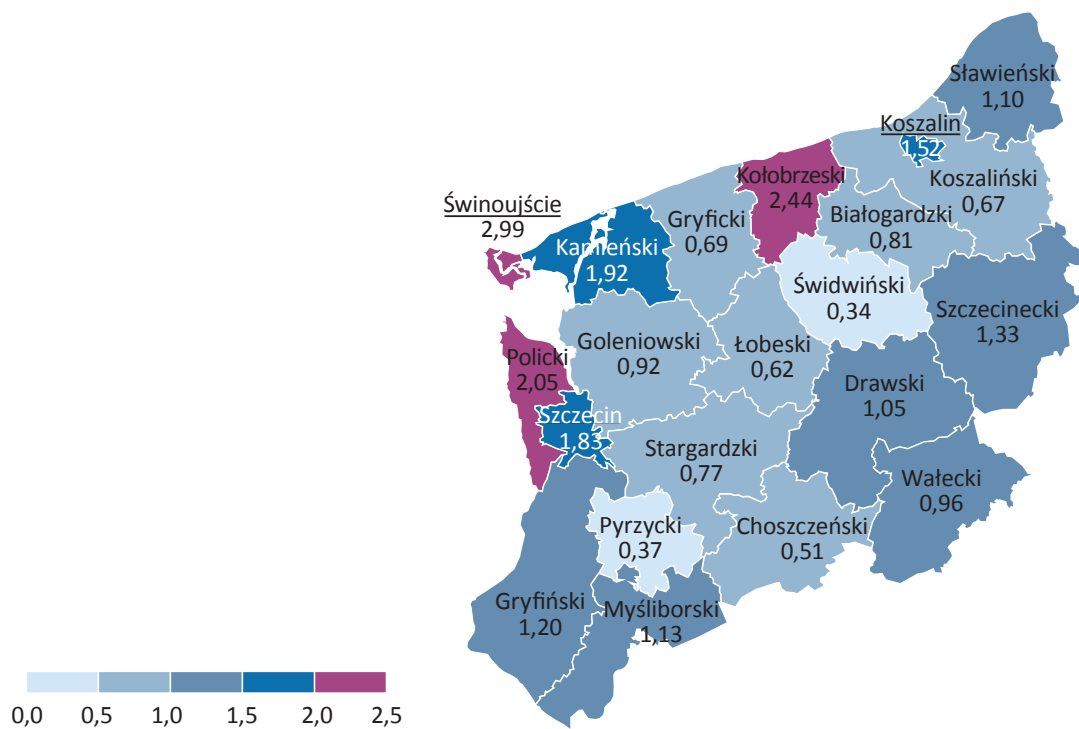 Sławieński
1,10
Koszalin
1,52
Koszaliński
0,67
Kołobrzeski
2,44
Białogardzki
0,81
Świnoujście
2,99
Gryficki
0,69
Kamieński
1,92
Świdwiński
0,34
Szczecinecki
1,33
Goleniowski
0,92
Łobeski
0,62
Policki
2,05
Drawski
1,05
Szczecin
1,83
Stargardzki
0,77
Wałecki
0,96
Pyrzycki
0,37
Choszczeński
0,51
Gryfiński
1,20
Myśliborski
1,13
0,0 0,5 1,0 1,5 2,0 2,5